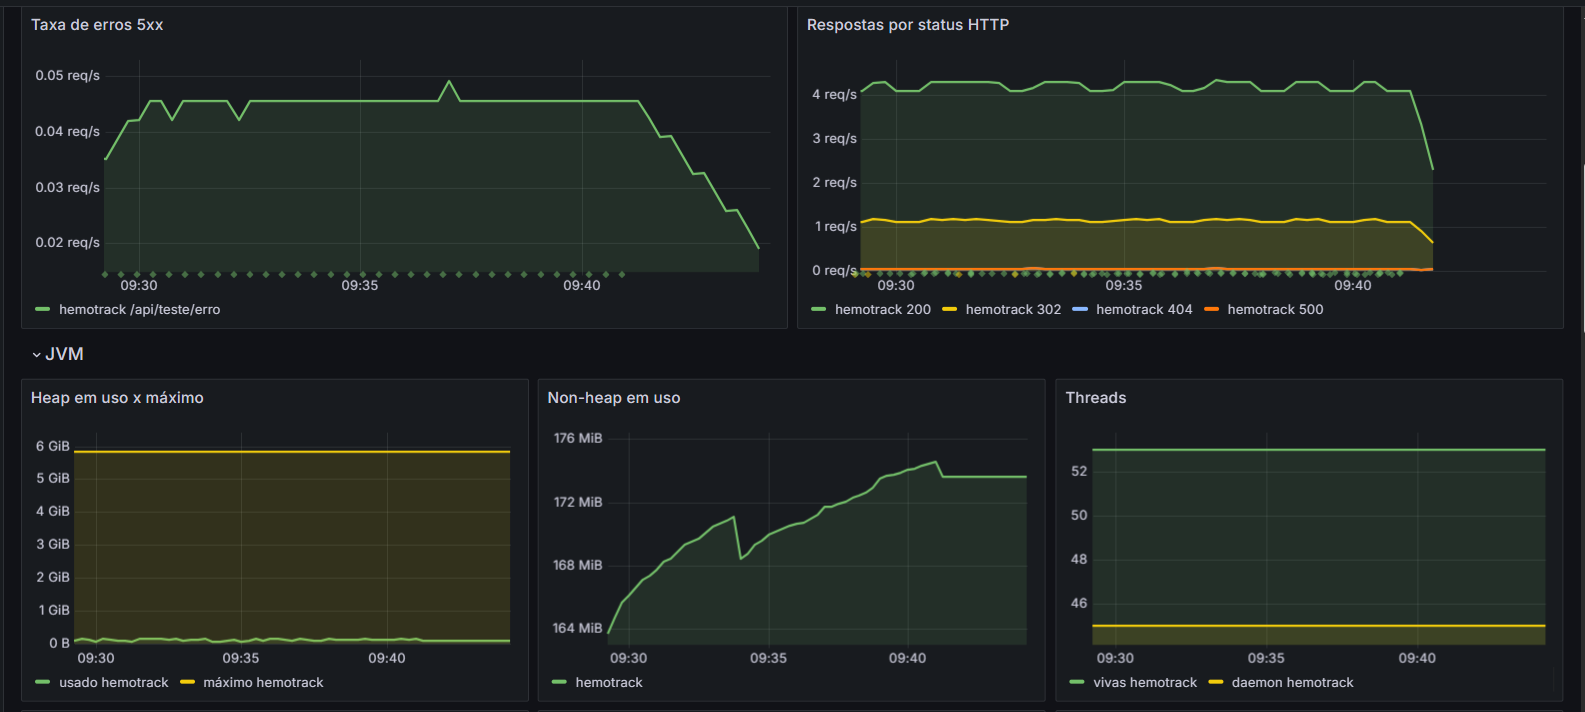 Taxa de erros 5xx
0.05 req/s
0.04 req/s
0.03 req/s
0.02 req/s
09:30 09:35 09:40
hemotrack /api/teste/erro
Respostas por status HTTP
4 req/s
3 req/s
2 req/s
1 req/s
0 req/s
09:30 09:35 09:40
hemotrack 200 hemotrack 302 hemotrack 404 hemotrack 500
JVM
Heap em uso x máximo
6 GiB
5 GiB
4 GiB
3 GiB
2 GiB
1 GiB
0 B
09:30 09:35 09:40
usado hemotrack máximo hemotrack
Non-heap em uso
176 MiB
172 MiB
168 MiB
164 MiB
09:30 09:35 09:40
hemotrack
Threads
52
50
48
46
09:30 09:35 09:40
vivas hemotrack daemon hemotrack